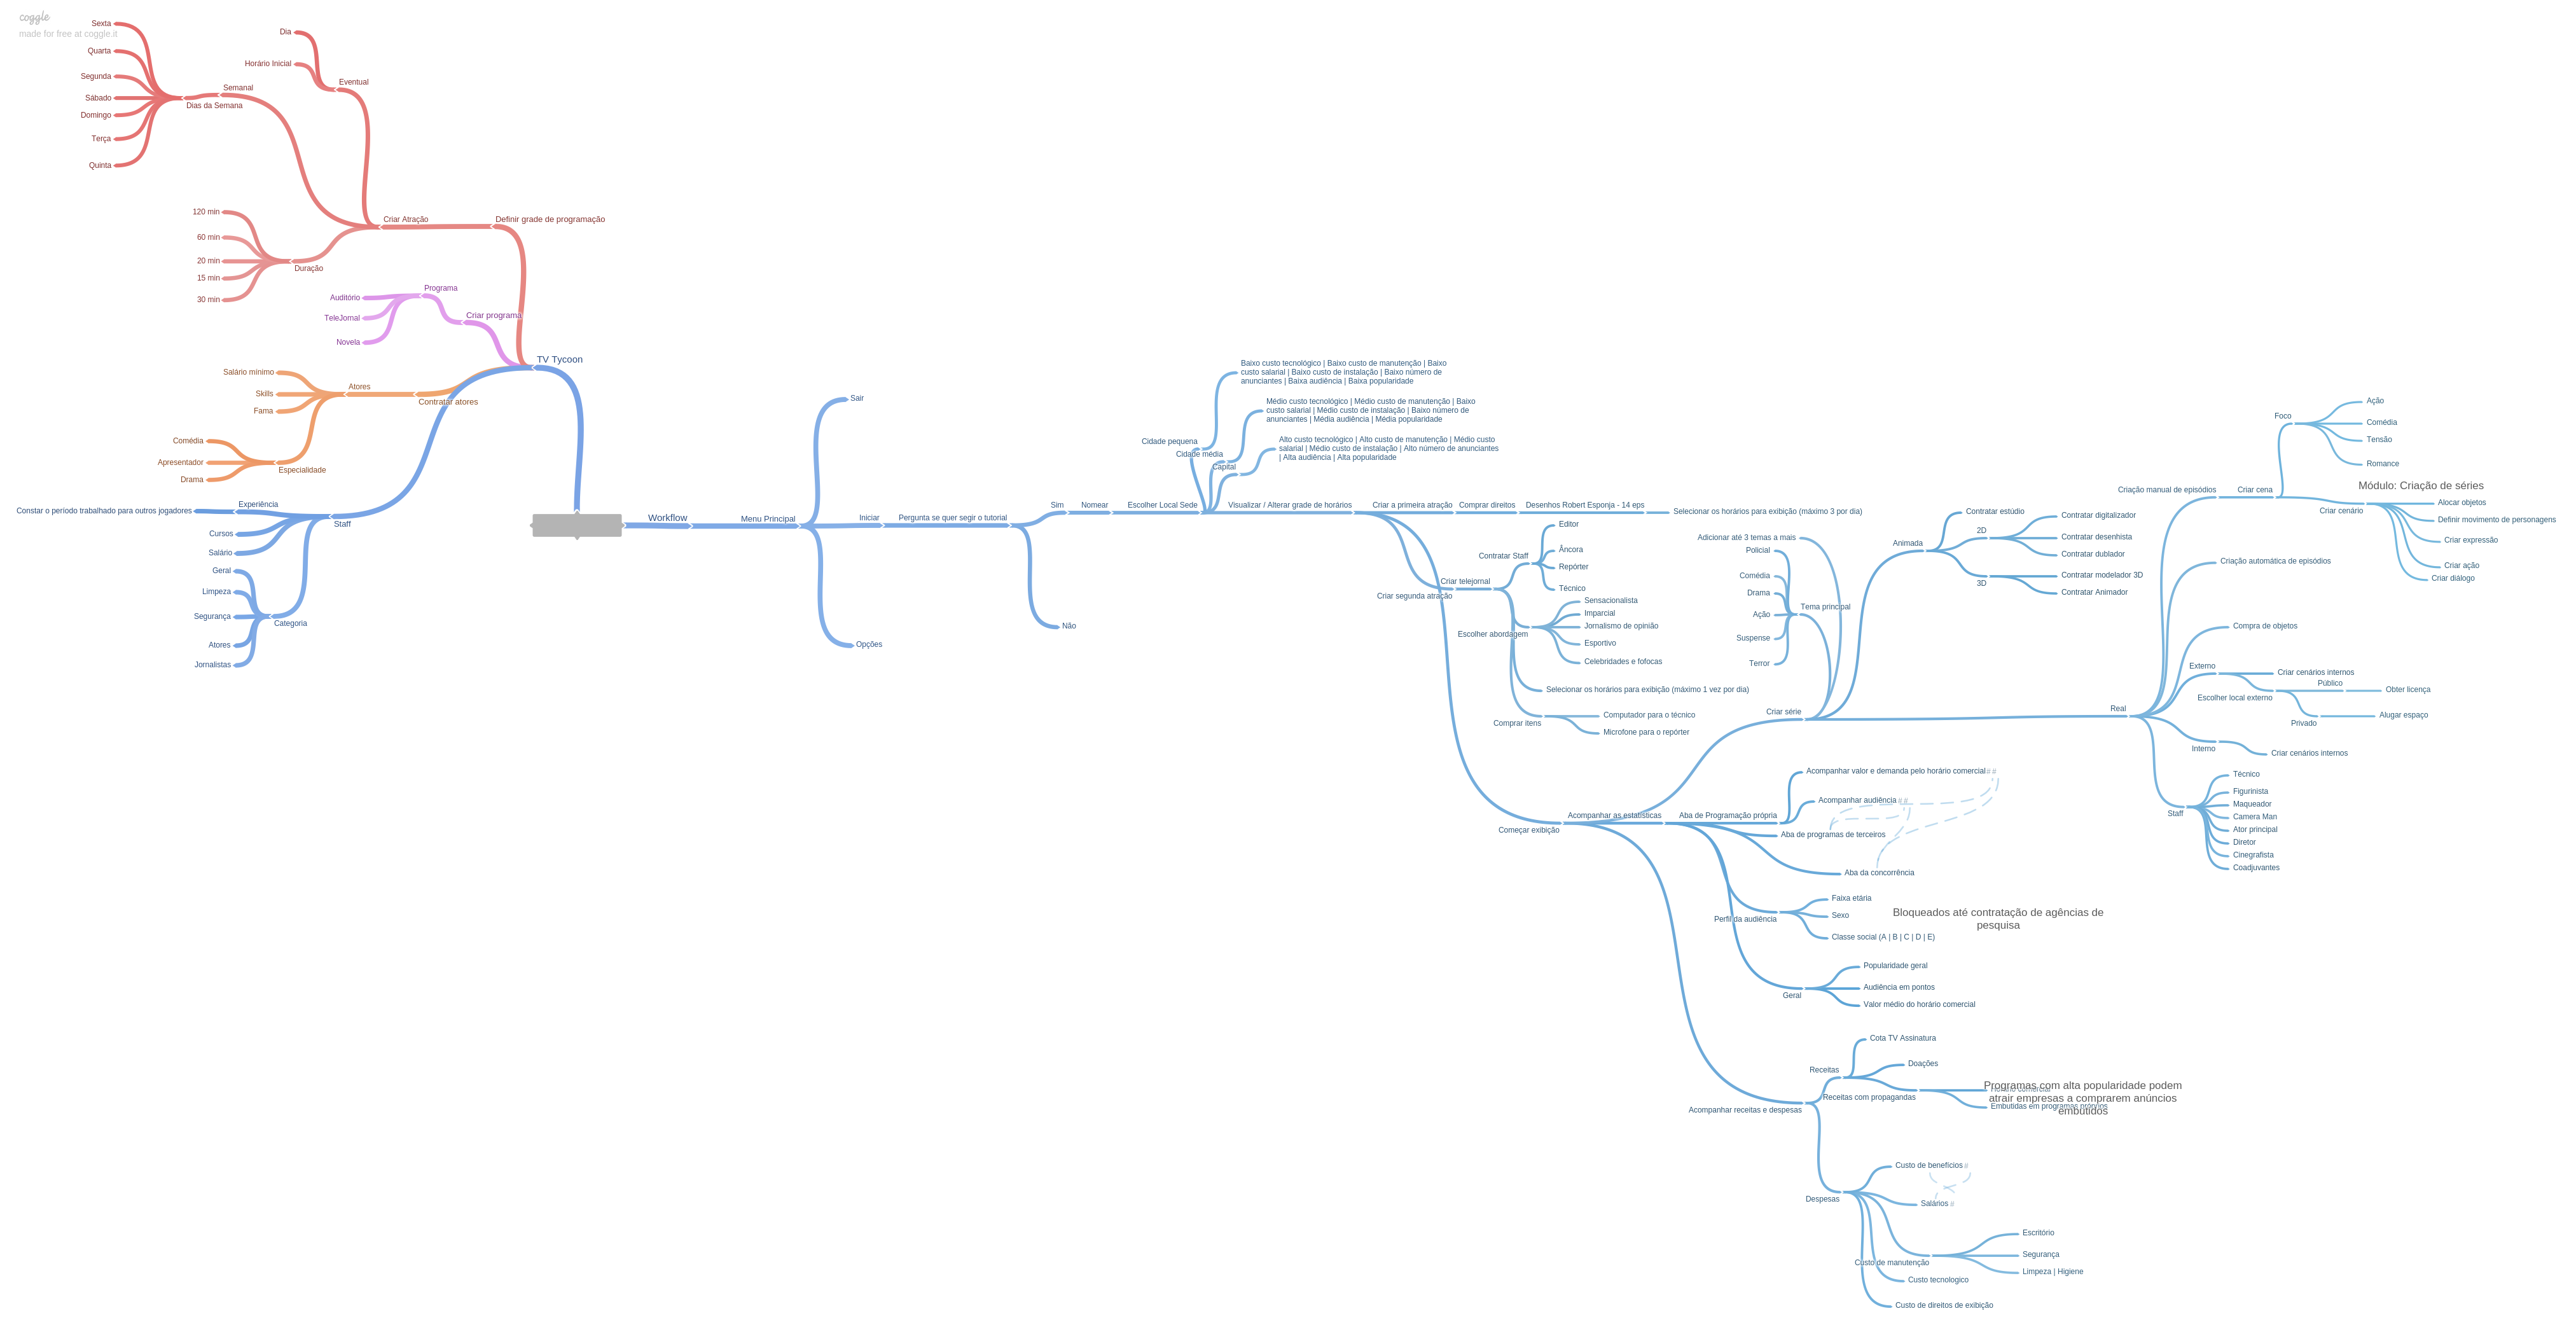 coggle
made for free at coggle.it
Sexta
Quarta
Segunda
Sábado
Domingo
Terça
Quinta
Dias da Semana
Semanal
Dia
Horário Inicial
Eventual
120 min
60 min
20 min
15 min
30 min
Duração
Criar Atração
Definir grade de programação
Auditório
TeleJornal
Novela
Programa
Criar programa
TV Tycoon
Salário mínimo
Skills
Fama
Atores
Contratar atores
Comédia
Apresentador
Drama
Especialidade
Constar o período trabalhado para outros jogadores
Experiência
Cursos
Salário
Staff
Geral
Limpeza
Segurança
Atores
Jornalistas
Categoria
Workflow
Menu Principal
Sair
Iniciar
Opções
Pergunta se quer segir o tutorial
Sim
Não
Nomear
Escolher Local Sede
Cidade pequena
Baixo custo tecnológico | Baixo custo de manutenção | Baixo
custo salarial | Baixo custo de instalação | Baixo número de
anunciantes | Baixa audiência | Baixa popularidade
Cidade média
Médio custo tecnológico | Médio custo de manutenção | Baixo
custo salarial | Médio custo de instalação | Baixo número de
anunciantes | Média audiência | Média popularidade
Capital
Alto custo tecnológico | Alto custo de manutenção | Médio custo
salarial | Médio custo de instalação | Alto número de anunciantes
| Alta audiência | Alta popularidade
Visualizar / Alterar grade de horários
Criar a primeira atração
Comprar direitos
Desenhos Robert Esponja - 14 eps
Selecionar os horários para exibição (máximo 3 por dia)
Criar segunda atração
Criar telejornal
Contratar Staff
Editor
Âncora
Repórter
Técnico
Escolher abordagem
Sensacionalista
Imparcial
Jornalismo de opinião
Esportivo
Celebridades e fofocas
Selecionar os horários para exibição (máximo 1 vez por dia)
Comprar itens
Computador para o técnico
Microfone para o repórter
Começar exibição
Criar série
Adicionar até 3 temas a mais
Tema principal
Policial
Comédia
Drama
Ação
Suspense
Terror
Animada
Contratar estúdio
2D
Contratar digitalizador
Contratar desenhista
Contratar dublador
3D
Contratar modelador 3D
Contratar Animador
Real
Criação manual de episódios
Criar cena
Foco
Ação
Comédia
Tensão
Romance
Módulo: Criação de séries
Criar cenário
Alocar objetos
Definir movimento de personagens
Criar expressão
Criar ação
Criar diálogo
Criação automática de episódios
Compra de objetos
Externo
Criar cenários internos
Escolher local externo
Público
Obter licença
Privado
Alugar espaço
Interno
Criar cenários internos
Staff
Técnico
Figurinista
Maqueador
Camera Man
Ator principal
Diretor
Cinegrafista
Coadjuvantes
Acompanhar as estatísticas
Aba de Programação própria
Acompanhar valor e demanda pelo horário comercial # #
Acompanhar audiência # #
Aba de programas de terceiros
Aba da concorrência
Perfil da audiência
Faixa etária
Sexo
Classe social (A | B | C | D | E)
Bloqueados até contratação de agências de
pesquisa
Geral
Popularidade geral
Audiência em pontos
Valor médio do horário comercial
Acompanhar receitas e despesas
Receitas
Cota TV Assinatura
Doações
Receitas com propagandas
Horário comercial
Embutidas em programas próprios
Programas com alta popularidade podem
atrair empresas a comprarem anúncios
embutidos
Despesas
Custo de benefícios #
Salários #
Custo de manutenção
Escritório
Segurança
Limpeza | Higiene
Custo tecnologico
Custo de direitos de exibição